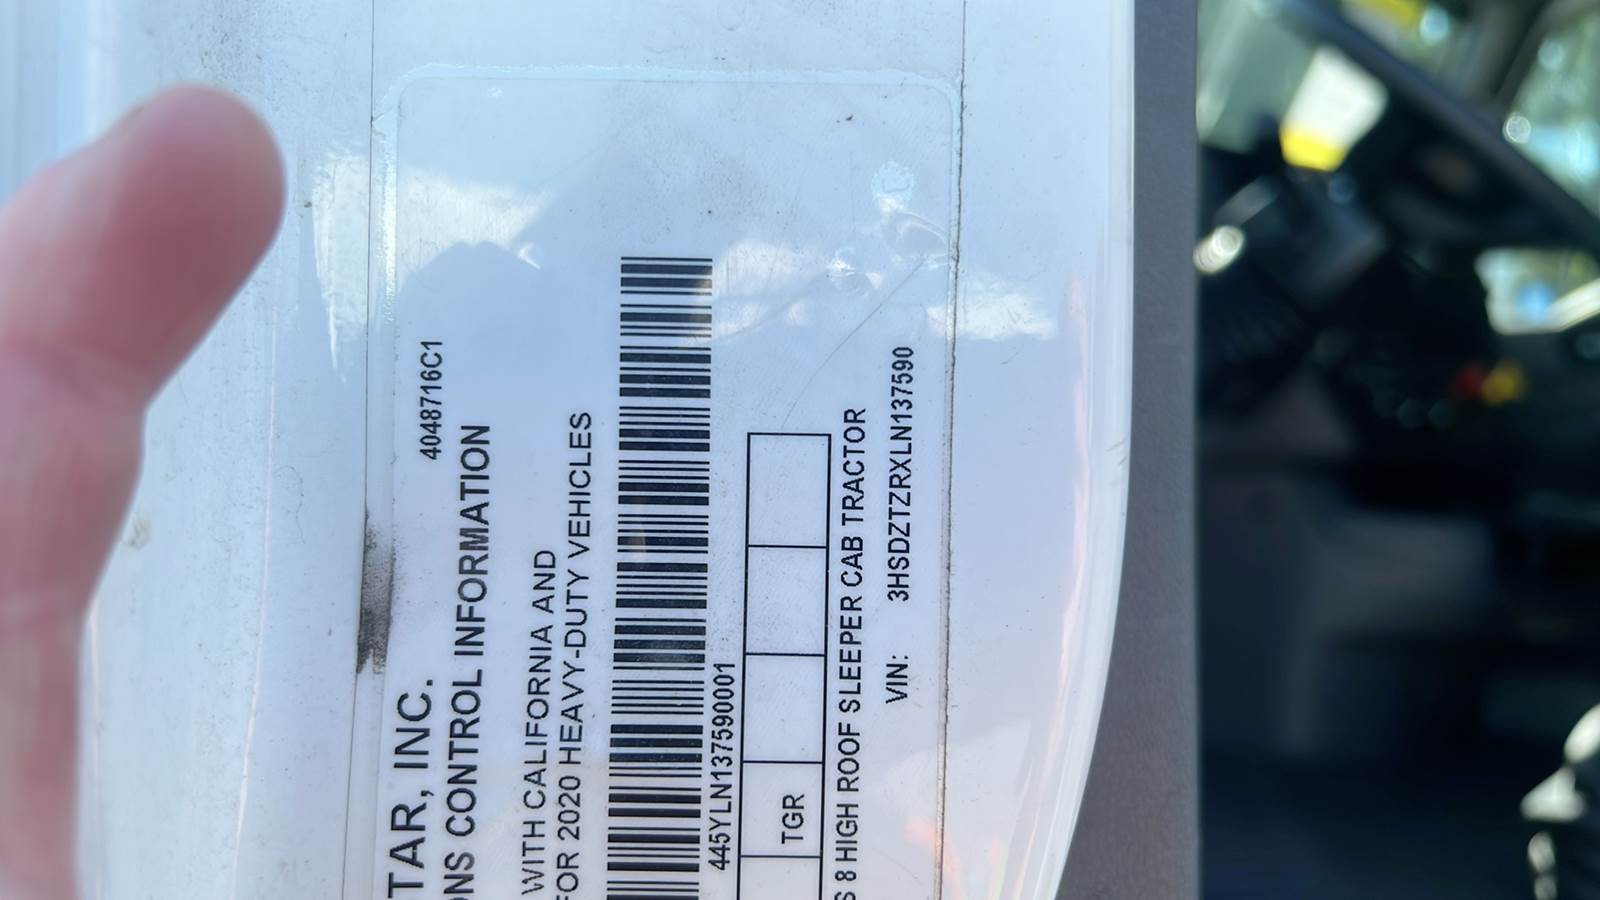 4048716C1
TAR, INC.
ONS CONTROL INFORMATION
WITH CALIFORNIA AND
FOR 2020 HEAVY-DUTY VEHICLES
445YLN137590001
TGR
S 8 HIGH ROOF SLEEPER CAB TRACTOR
VIN: 3HSDZTZRXLN137590